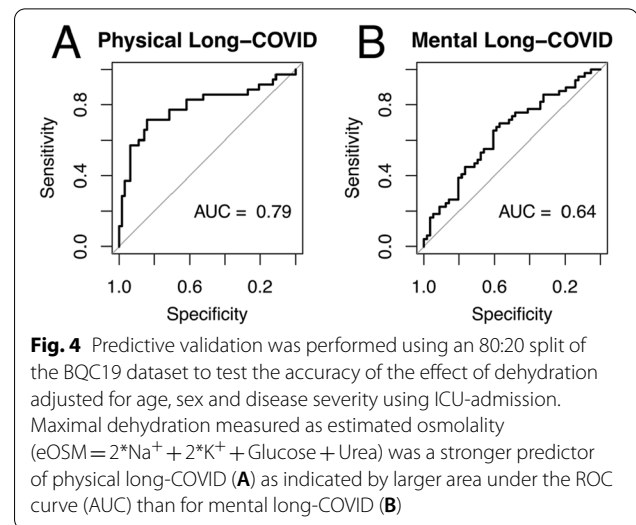 A Physical Long–COVID
B Mental Long–COVID
Sensitivity
0.0 0.4 0.8
AUC = 0.79
1.0 0.6 0.2
Specificity
Sensitivity
0.0 0.4 0.8
AUC = 0.64
1.0 0.6 0.2
Specificity
Fig. 4 Predictive validation was performed using an 80:20 split of
the BQC19 dataset to test the accuracy of the effect of dehydration
adjusted for age, sex and disease severity using ICU-admission.
Maximal dehydration measured as estimated osmolality
(eOSM = 2*Na⁺ + 2*K⁺ + Glucose + Urea) was a stronger predictor
of physical long-COVID (A) as indicated by larger area under the ROC
curve (AUC) than for mental long-COVID (B)